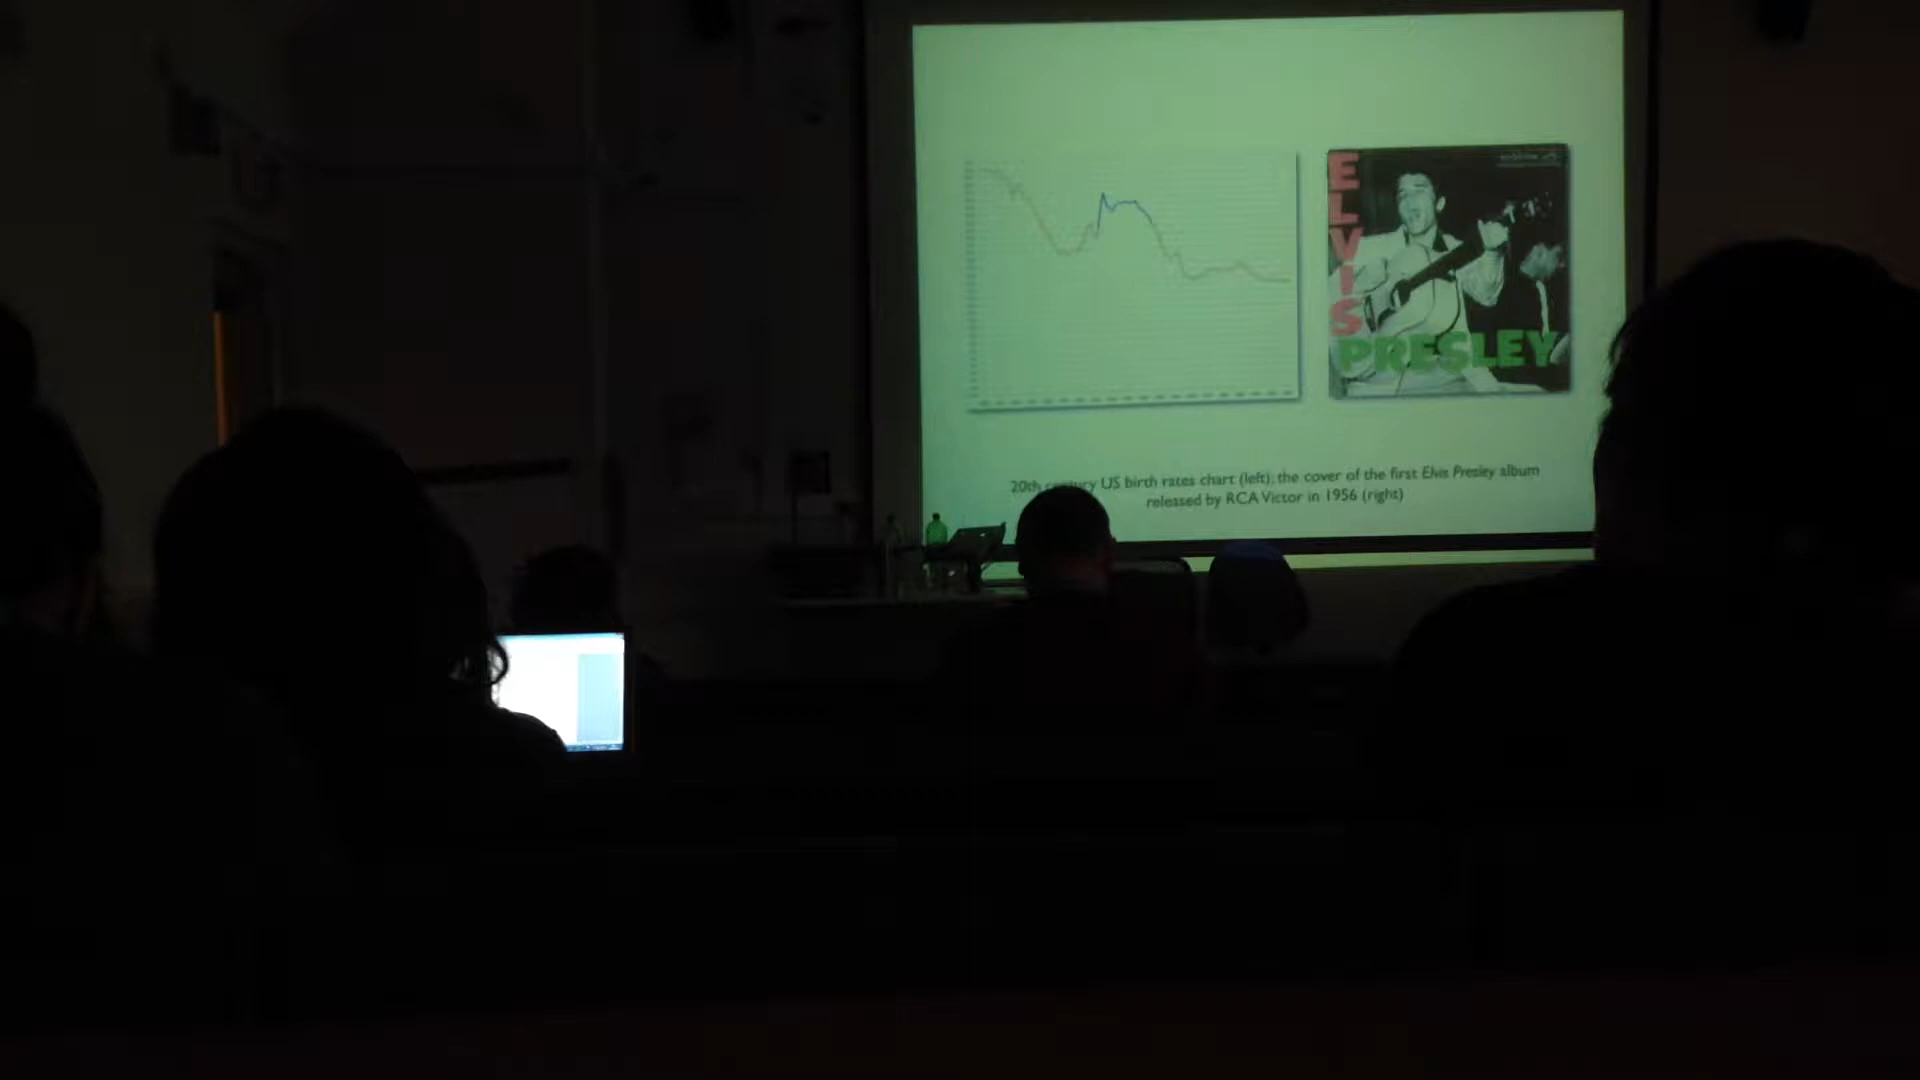 ELVIS
PRESLEY
20th century US birth rates chart (left); the cover of the first Elvis Presley album
released by RCA Victor in 1956 (right)